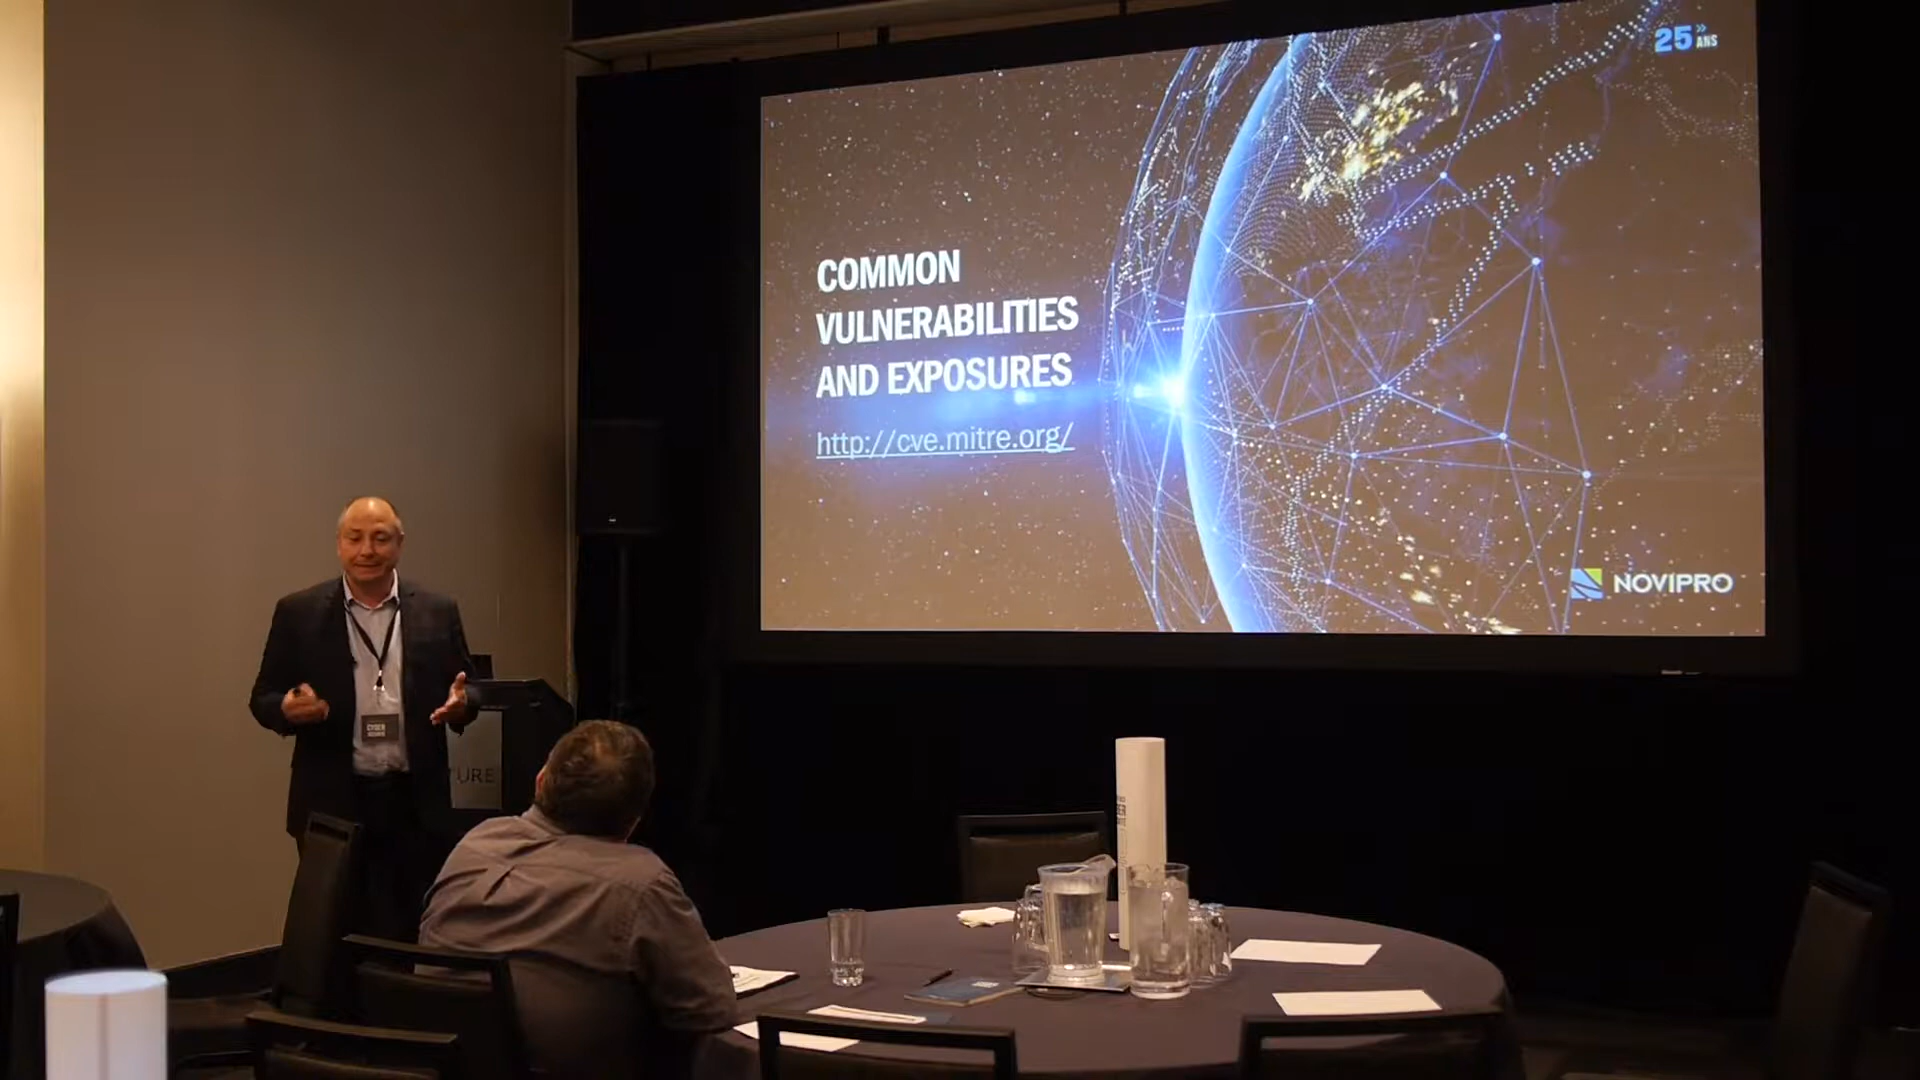 25 ANS
COMMON
VULNERABILITIES
AND EXPOSURES
http://cve.mitre.org/
NOVIPRO
CYBER
TURE